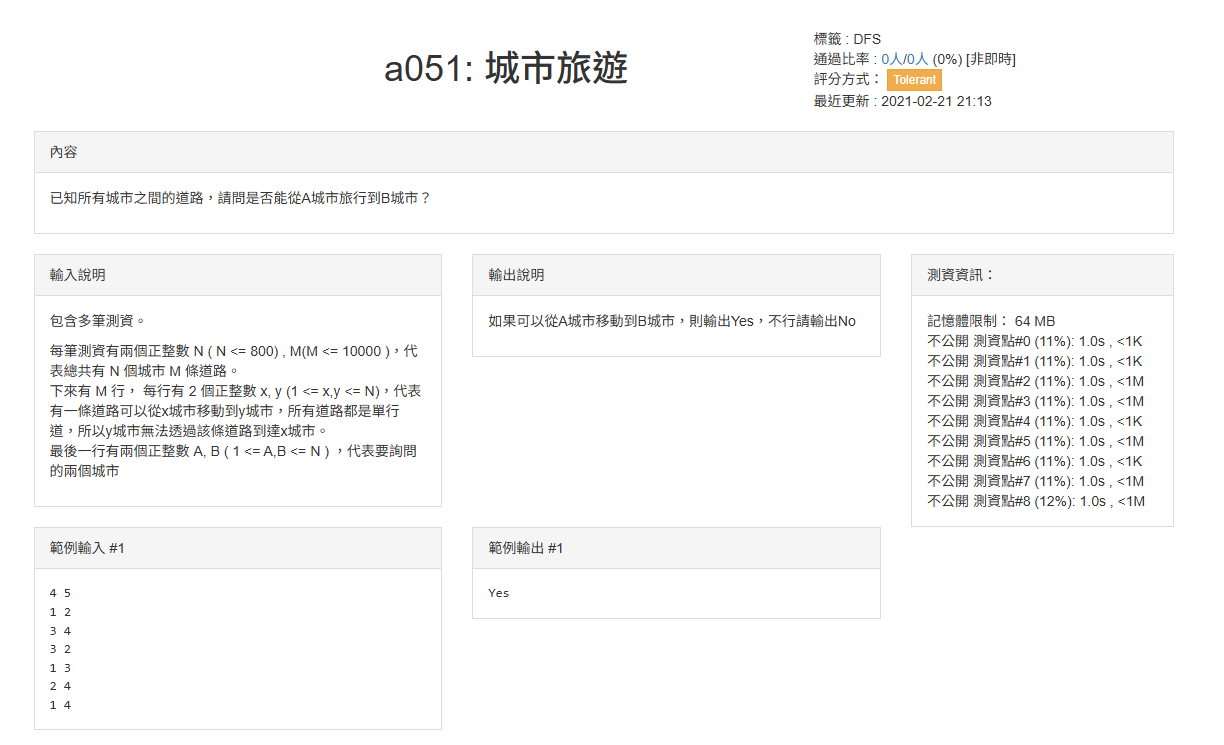 a051: 城市旅遊
標籤 : DFS
通過比率 : 0人/0人 (0%) [非即時]
評分方式： Tolerant
最近更新 : 2021-02-21 21:13
內容
已知所有城市之間的道路，請問是否能從A城市旅行到B城市？
輸入說明
包含多筆測資。
每筆測資有兩個正整數 N ( N <= 800) , M(M <= 10000 )，代
表總共有 N 個城市 M 條道路。
下來有 M 行， 每行有 2 個正整數 x, y (1 <= x,y <= N)，代表
有一條道路可以從x城市移動到y城市，所有道路都是單行
道，所以y城市無法透過該條道路到達x城市。
最後一行有兩個正整數 A, B ( 1 <= A,B <= N ) ，代表要詢問
的兩個城市
輸出說明
如果可以從A城市移動到B城市，則輸出Yes，不行請輸出No
測資資訊：
記憶體限制： 64 MB
不公開 測資點#0 (11%): 1.0s , <1K
不公開 測資點#1 (11%): 1.0s , <1K
不公開 測資點#2 (11%): 1.0s , <1M
不公開 測資點#3 (11%): 1.0s , <1M
不公開 測資點#4 (11%): 1.0s , <1K
不公開 測資點#5 (11%): 1.0s , <1M
不公開 測資點#6 (11%): 1.0s , <1K
不公開 測資點#7 (11%): 1.0s , <1M
不公開 測資點#8 (12%): 1.0s , <1M
範例輸入 #1
4 5
1 2
3 4
3 2
1 3
2 4
1 4
範例輸出 #1
Yes